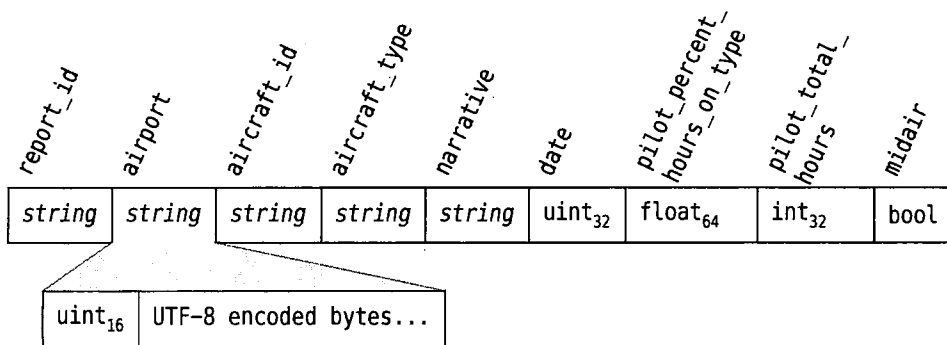 report_id
airport
aircraft_id
aircraft_type
narrative
date
pilot_percent_
hours_on_type
pilot_total_
hours
midair
string string string string string uint32 float64 int32 bool
uint16 UTF-8 encoded bytes...